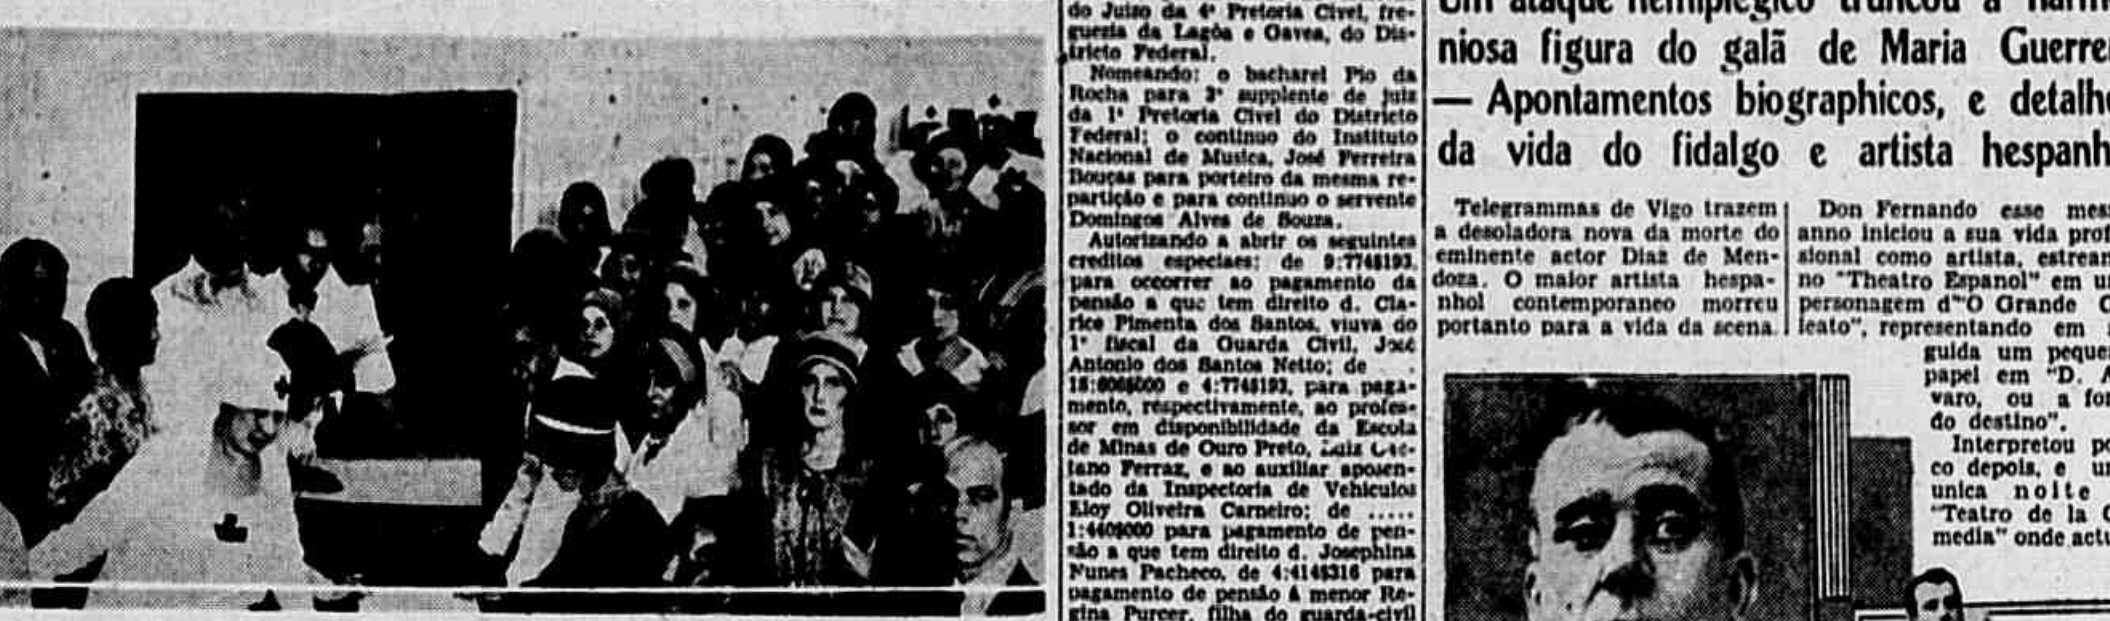 do Juizo da 4ª Pretoria Civel, fre-
guezia da Lagôa e Gavea, do Dis-
tricto Federal.
Nomeando: o bacharel Pio da
Rocha para 3º supplente de juiz
da 1ª Pretoria Civel do Districto
Federal; o continuo do Instituto
Nacional de Musica, José Ferreira
Bouças para porteiro da mesma re-
partição e para continuo o servente
Domingos Alves de Souza.
Autorizando a abrir os seguintes
creditos especiaes: de 9:774$193,
para occorrer ao pagamento da
pensão a que tem direito d. Cla-
rice Pimenta dos Santos, viuva do
1º fiscal da Guarda Civil, José
Antonio dos Santos Netto; de
e 4:774$193, para paga-
mento, respectivamente, ao profes-
sor em disponibilidade da Escola
de Minas de Ouro Preto, Luiz Cae-
tano Ferraz, e ao auxiliar aposen-
tado da Inspectoria de Vehiculos
Eloy Oliveira Carneiro; de .....
1:440$000 para pagamento de pen-
são a que tem direito d. Josephina
Nunes Pacheco, de 4:414$316 para
pagamento de pensão á menor Re-
gina Purcer, filha do guarda-civil
Um ataque hemiplegico truncou a harmo
niosa figura do galã de Maria Guerrei
— Apontamentos biographicos, e detalhe
da vida do fidalgo e artista hespanh
Telegrammas de Vigo trazem
a desoladora nova da morte do
eminente actor Diaz de Men-
doza. O maior artista hespa-
nhol contemporaneo morreu
portanto para a vida da scena
Don Fernando esse mes
anno iniciou a sua vida prof
sional como artista, estrean
no "Theatro Espanol" em u
personagem d"O Grande G
leato", representando em s
guida um peque
papel em "D. A
varo, ou a for
do destino".
Interpretou po
co depois, e u
unica noite
"Teatro de la C
media" onde actu